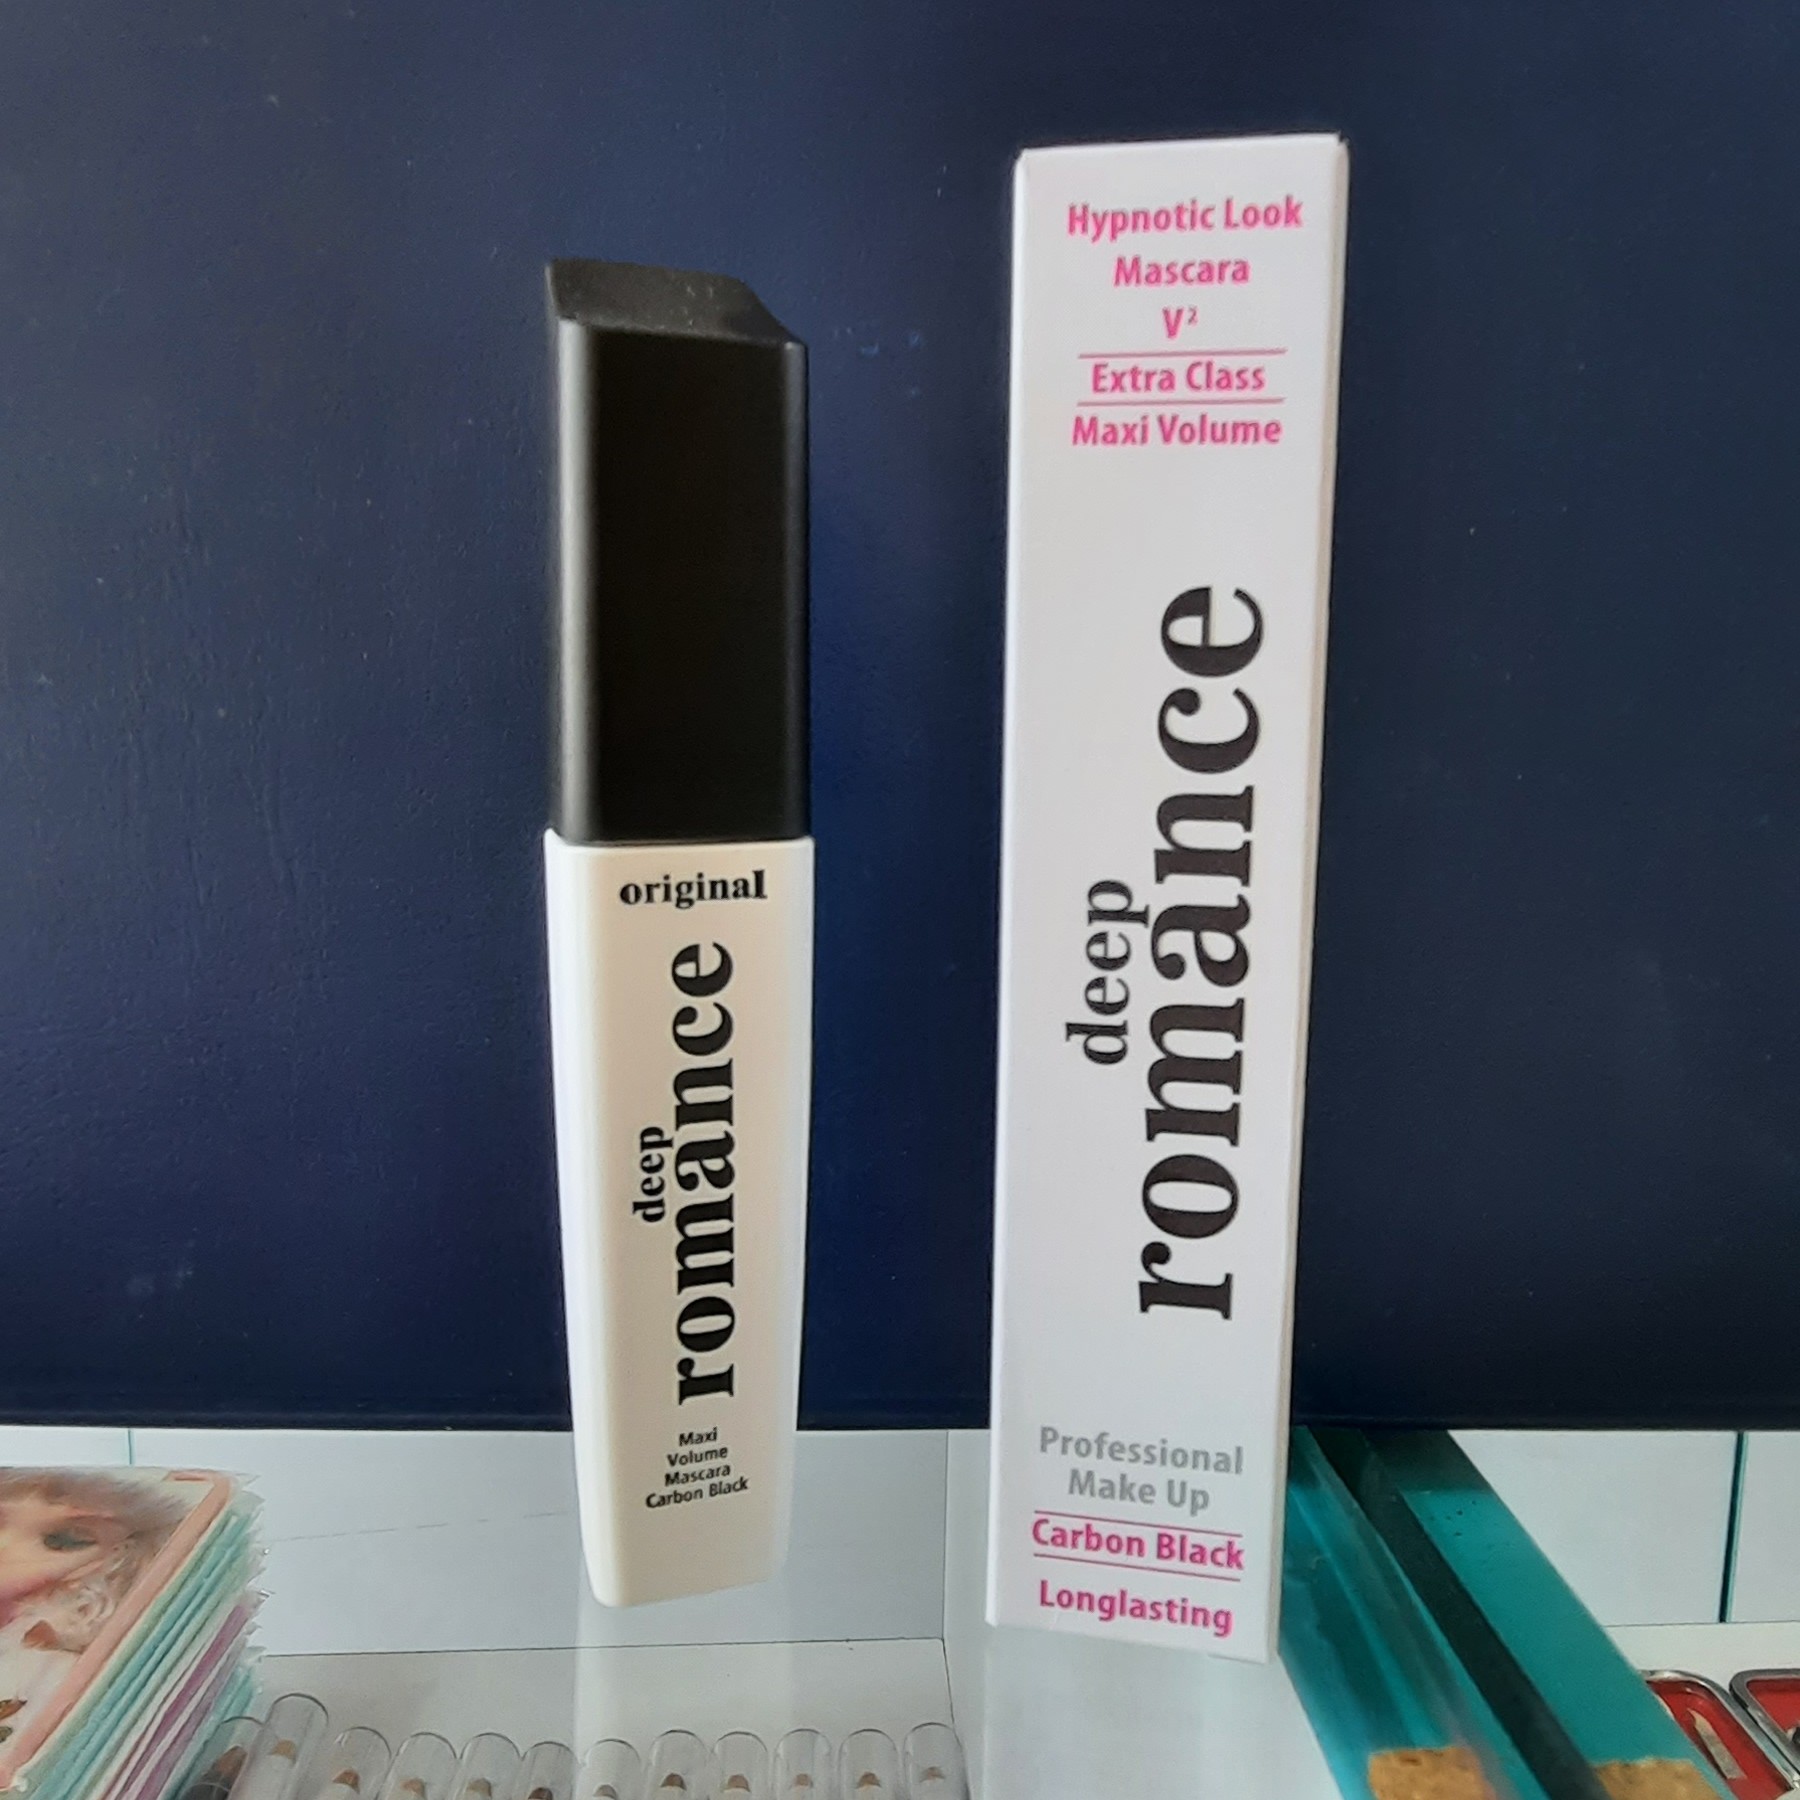 original
deep
romance
Maxi
Volume
Mascara
Carbon Black
Hypnotic Look
Mascara
V²
Extra Class
Maxi Volume
deep
romance
Professional
Make Up
Carbon Black
Longlasting